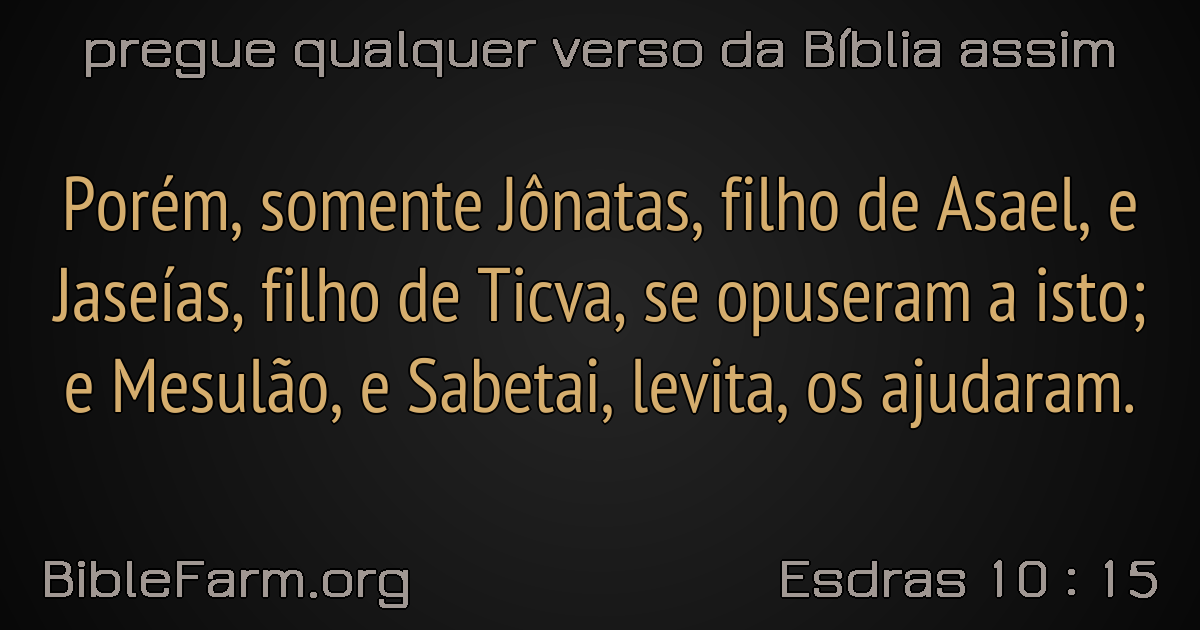 pregue qualquer verso da Bíblia assim
Porém, somente Jônatas, filho de Asael, e
Jaseías, filho de Ticva, se opuseram a isto;
e Mesulão, e Sabetai, levita, os ajudaram.
BibleFarm.org
Esdras 10 : 15